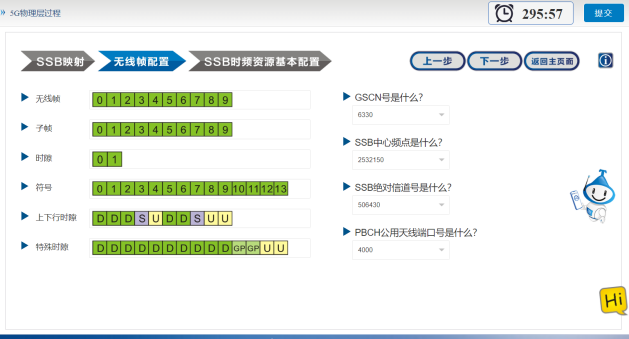 » 5G物理层过程
295:57
提交
SSB映射
无线帧配置
SSB时频资源基本配置
上一步
下一步
返回主页面
无线帧
0 1 2 3 4 5 6 7 8 9
子帧
0 1 2 3 4 5 6 7 8 9
时隙
0 1
符号
0 1 2 3 4 5 6 7 8 9 10 11 12 13
上下行时隙
D D D S U D D S U U
特殊时隙
D D D D D D D D D D GP GP U U
GSCN号是什么?
6330
SSB中心频点是什么?
2532150
SSB绝对信道号是什么?
506430
PBCH公用天线端口号是什么?
4000
Hi